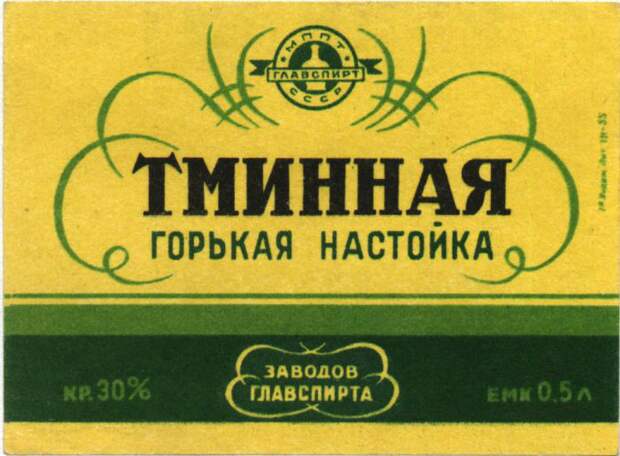 МППТ
ГЛАВСПИРТ
СССР
ТМИННАЯ
ГОРЬКАЯ НАСТОЙКА
ЗАВОДОВ
ГЛАВСПИРТА
КР. 30%
ЕМК 0,5 Л